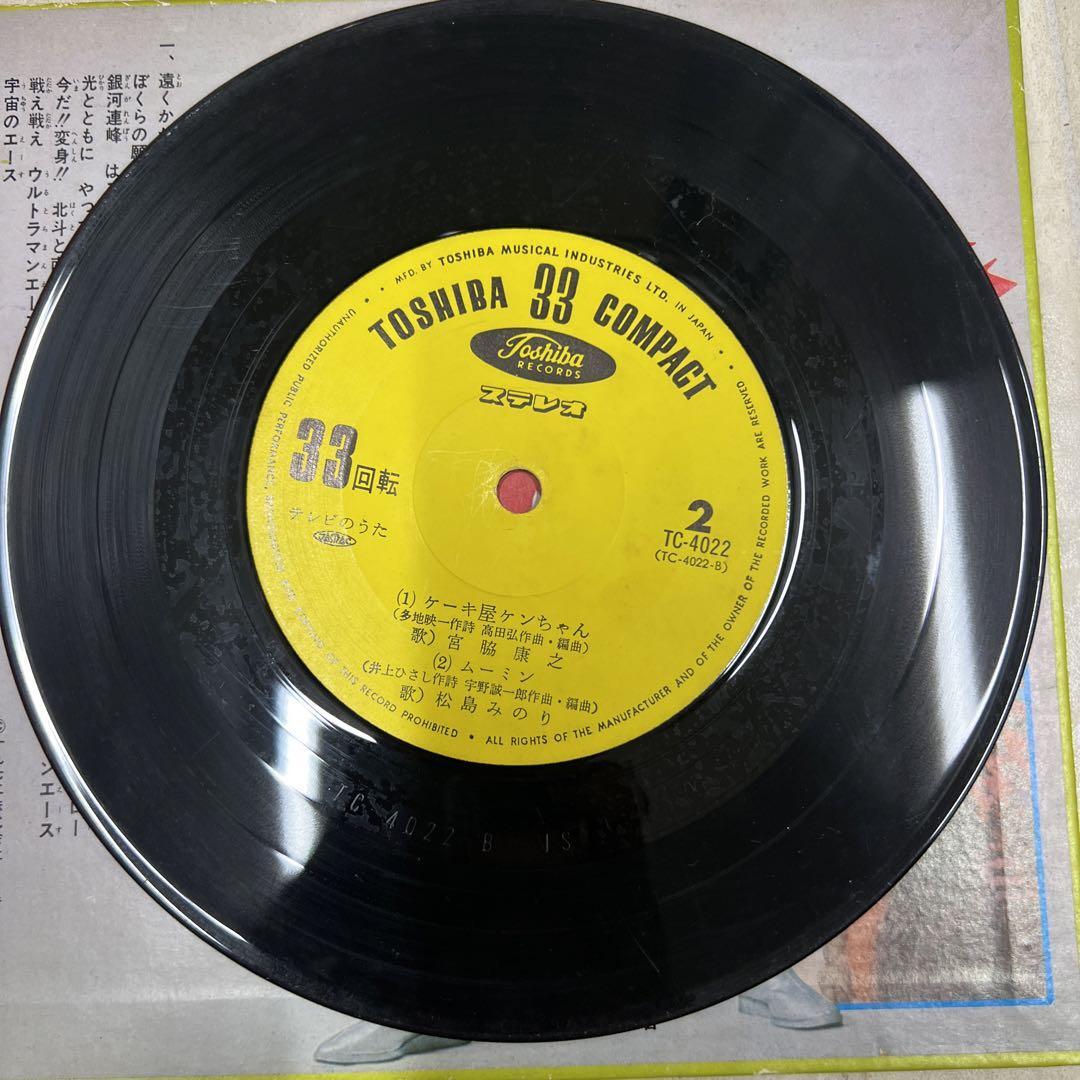 一、遠くか
ぼくらの願
銀河連峰 は
光とともに やっ
今だ!!変身!! 北斗と
戦え戦え ウルトラマンエー
宇宙のエース
MFD. BY TOSHIBA MUSICAL INDUSTRIES LTD. IN JAPAN
TOSHIBA 33 COMPACT
Toshiba
RECORDS
ステレオ
33回転
テレビのうた
JASRAC
2
TC-4022
(TC-4022-B)
(1) ケーキ屋ケンちゃん
(多地映一作詩 高田弘作曲・編曲)
歌) 宮脇康之
(2) ムーミン
(井上ひさし作詩 宇野誠一郎作曲・編曲)
歌) 松島みのり
UNAUTHORIZED PUBLIC PERFORMANCE, OF THIS RECORD PROHIBITED • ALL RIGHTS OF THE MANUFACTURER AND OF THE OWNER OF THE RECORDED WORK ARE RESERVED
TC 4022 B 1S
ンエース